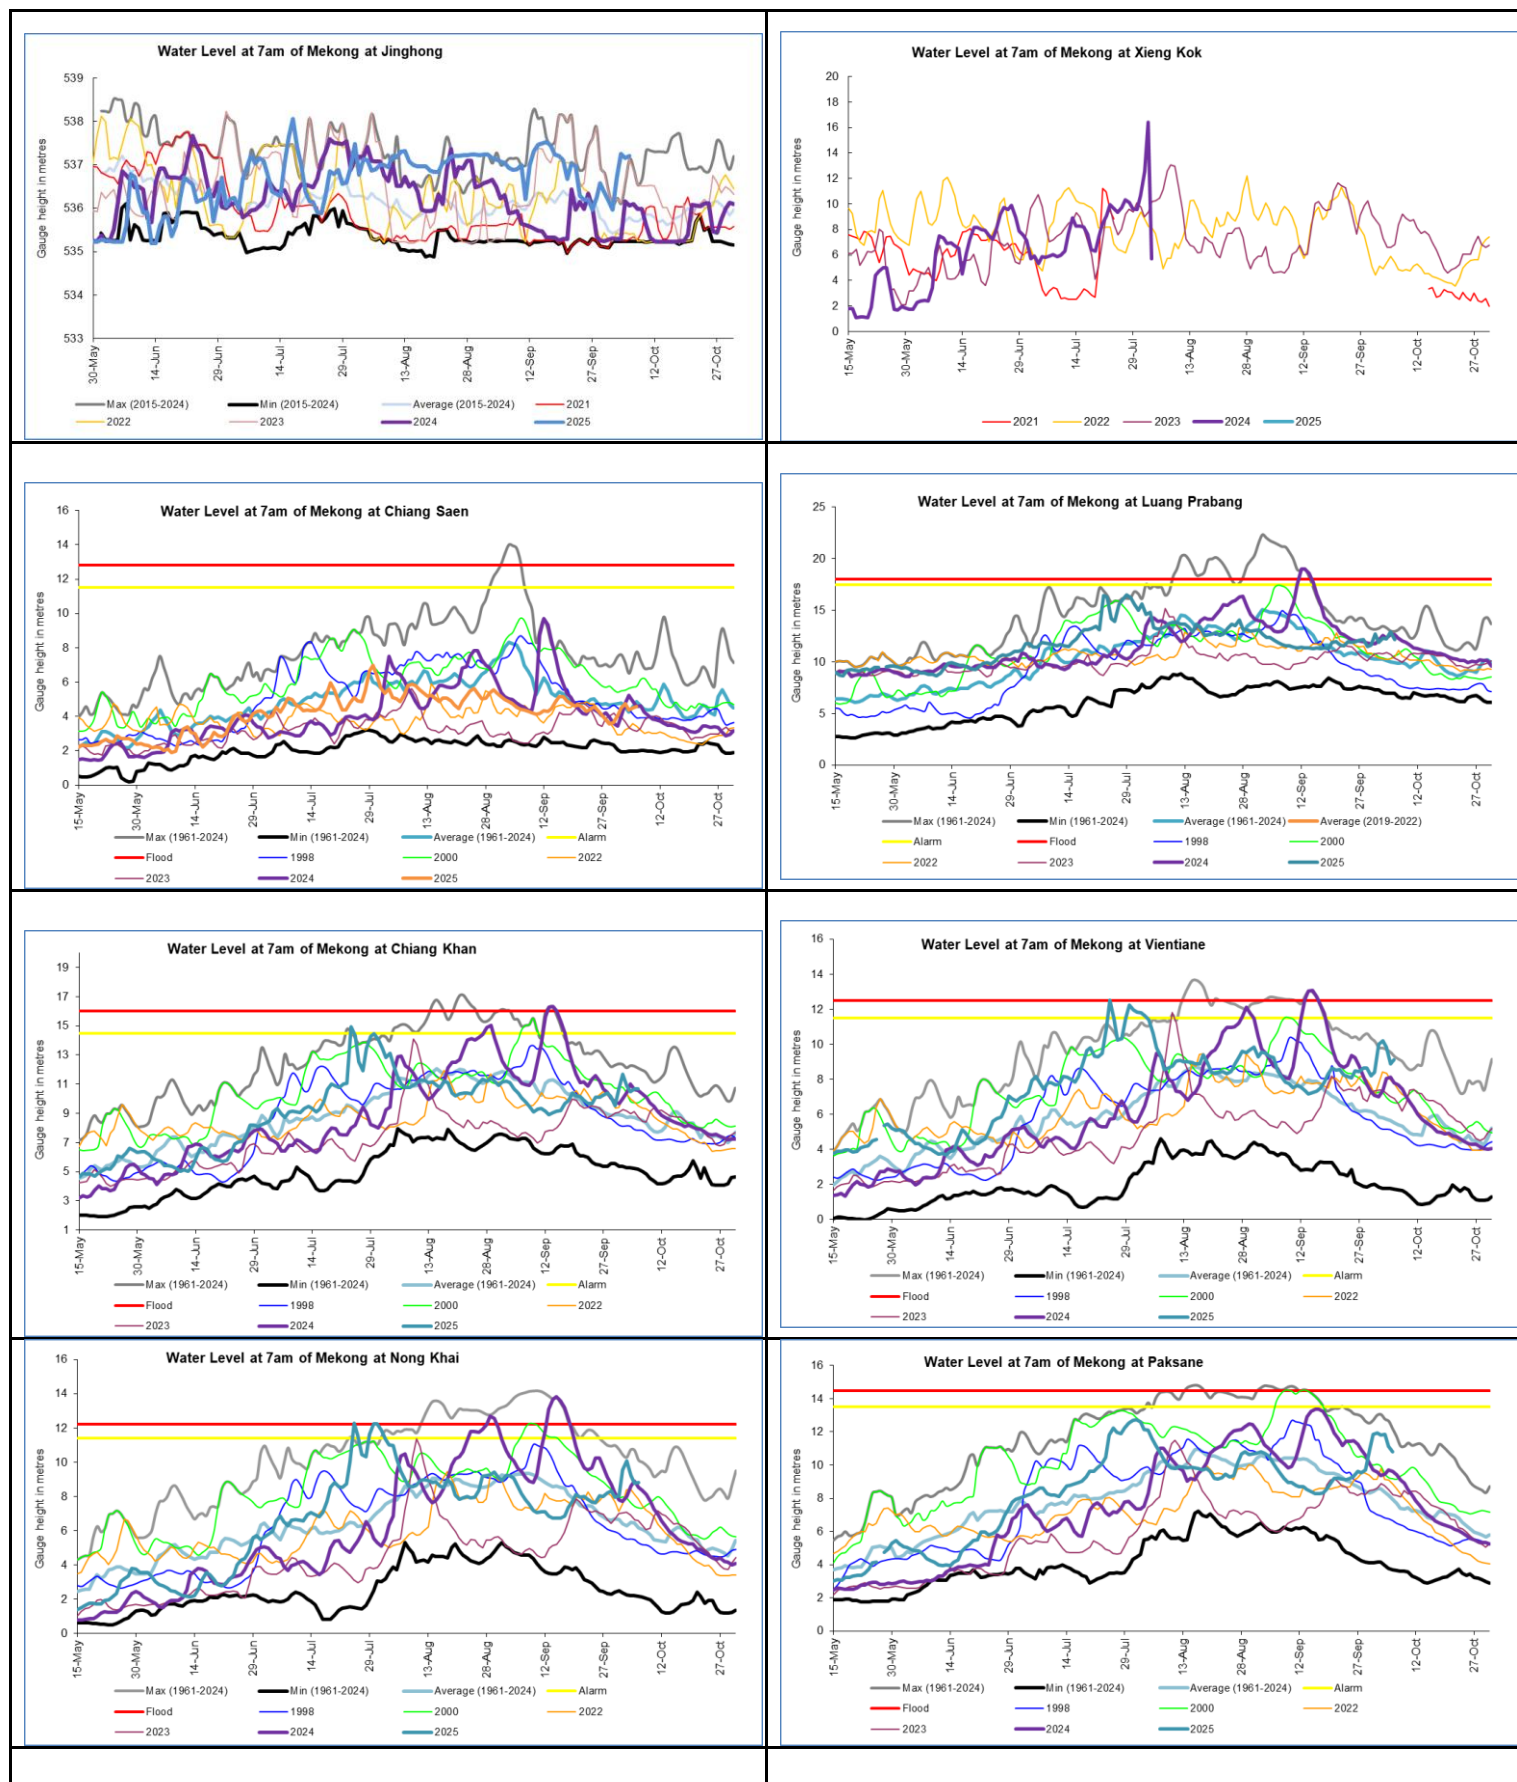 Water Level at 7am of Mekong at Jinghong
Gauge height in metres
539
538
537
536
535
534
533
30-May
14-Jun
29-Jun
14-Jul
29-Jul
13-Aug
28-Aug
12-Sep
27-Sep
12-Oct
27-Oct
Max (2015-2024) Min (2015-2024) Average (2015-2024) 2021
2022 2023 2024 2025
Water Level at 7am of Mekong at Xieng Kok
Gauge height in metres
20
18
16
14
12
10
8
6
4
2
0
15-May
30-May
14-Jun
29-Jun
14-Jul
29-Jul
13-Aug
28-Aug
12-Sep
27-Sep
12-Oct
27-Oct
2021 2022 2023 2024 2025
Water Level at 7am of Mekong at Chiang Saen
Gauge height in metres
16
14
12
10
8
6
4
2
0
15-May
30-May
14-Jun
29-Jun
14-Jul
29-Jul
13-Aug
28-Aug
12-Sep
27-Sep
12-Oct
27-Oct
Max (1961-2024) Min (1961-2024) Average (1961-2024) Alarm
Flood 1998 2000 2022
2023 2024 2025
Water Level at 7am of Mekong at Luang Prabang
Gauge height in metres
25
20
15
10
5
0
15-May
30-May
14-Jun
29-Jun
14-Jul
29-Jul
13-Aug
28-Aug
12-Sep
27-Sep
12-Oct
27-Oct
Max (1961-2024) Min (1961-2024) Average (1961-2024) Average (2019-2022)
Alarm Flood 1998 2000
2022 2023 2024 2025
Water Level at 7am of Mekong at Chiang Khan
Gauge height in metres
19
17
15
13
11
9
7
5
3
1
15-May
30-May
14-Jun
29-Jun
14-Jul
29-Jul
13-Aug
28-Aug
12-Sep
27-Sep
12-Oct
27-Oct
Max (1961-2024) Min (1961-2024) Average (1961-2024) Alarm
Flood 1998 2000 2022
2023 2024 2025
Water Level at 7am of Mekong at Vientiane
Gauge height in metres
16
14
12
10
8
6
4
2
0
15-May
30-May
14-Jun
29-Jun
14-Jul
29-Jul
13-Aug
28-Aug
12-Sep
27-Sep
12-Oct
27-Oct
Max (1961-2024) Min (1961-2024) Average (1961-2024) Alarm
Flood 1998 2000 2022
2023 2024 2025
Water Level at 7am of Mekong at Nong Khai
Gauge height in metres
16
14
12
10
8
6
4
2
0
15-May
30-May
14-Jun
29-Jun
14-Jul
29-Jul
13-Aug
28-Aug
12-Sep
27-Sep
12-Oct
27-Oct
Max (1961-2024) Min (1961-2024) Average (1961-2024) Alarm
Flood 1998 2000 2022
2023 2024 2025
Water Level at 7am of Mekong at Paksane
Gauge height in metres
16
14
12
10
8
6
4
2
0
15-May
30-May
14-Jun
29-Jun
14-Jul
29-Jul
13-Aug
28-Aug
12-Sep
27-Sep
12-Oct
27-Oct
Max (1961-2024) Min (1961-2024) Average (1961-2024) Alarm
Flood 1998 2000 2022
2023 2024 2025